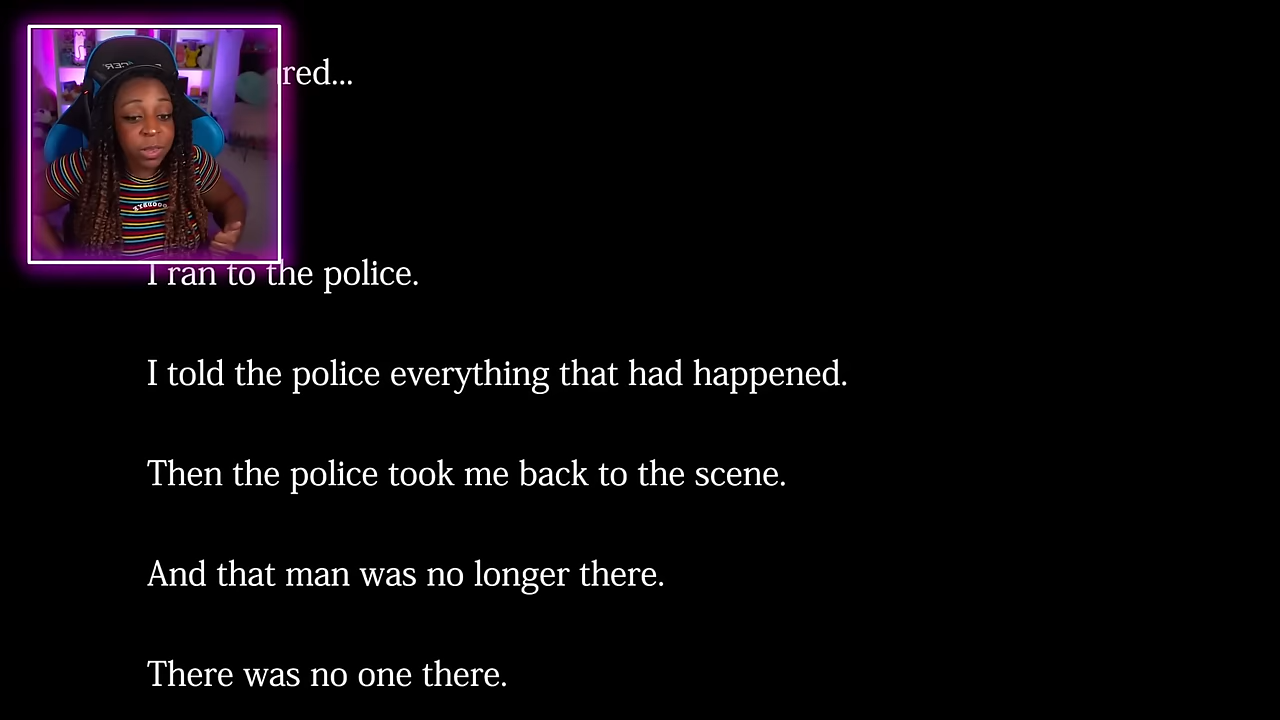 red...
I ran to the police.
I told the police everything that had happened.
Then the police took me back to the scene.
And that man was no longer there.
There was no one there.